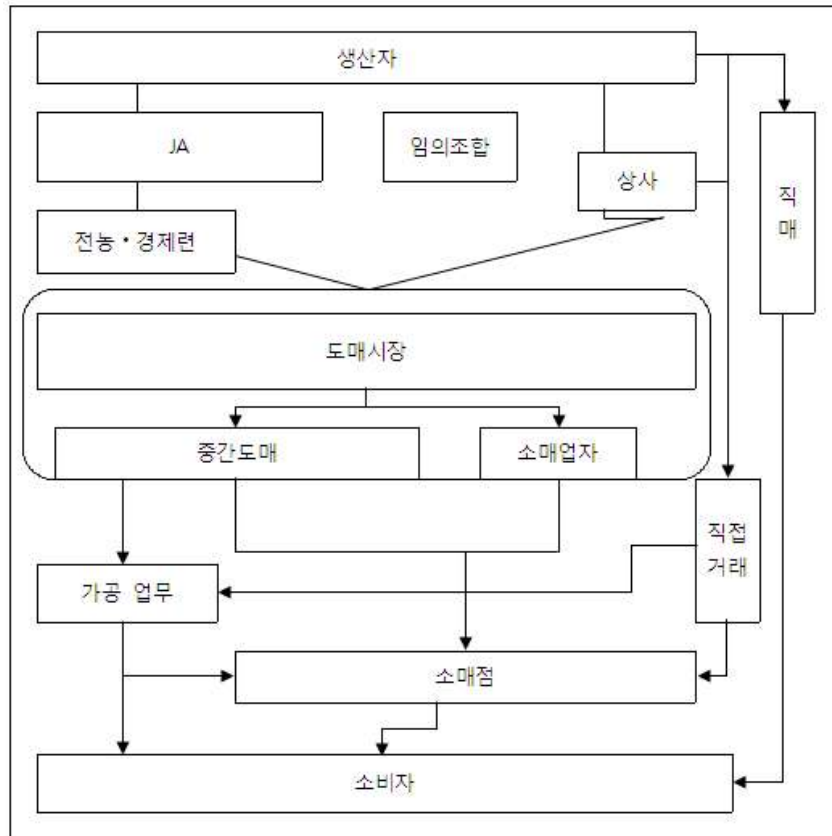 생산자
JA
임의조합
상사
직
매
전농・경제련
도매시장
중간도매
소매업자
직접
거래
가공 업무
소매점
소비자